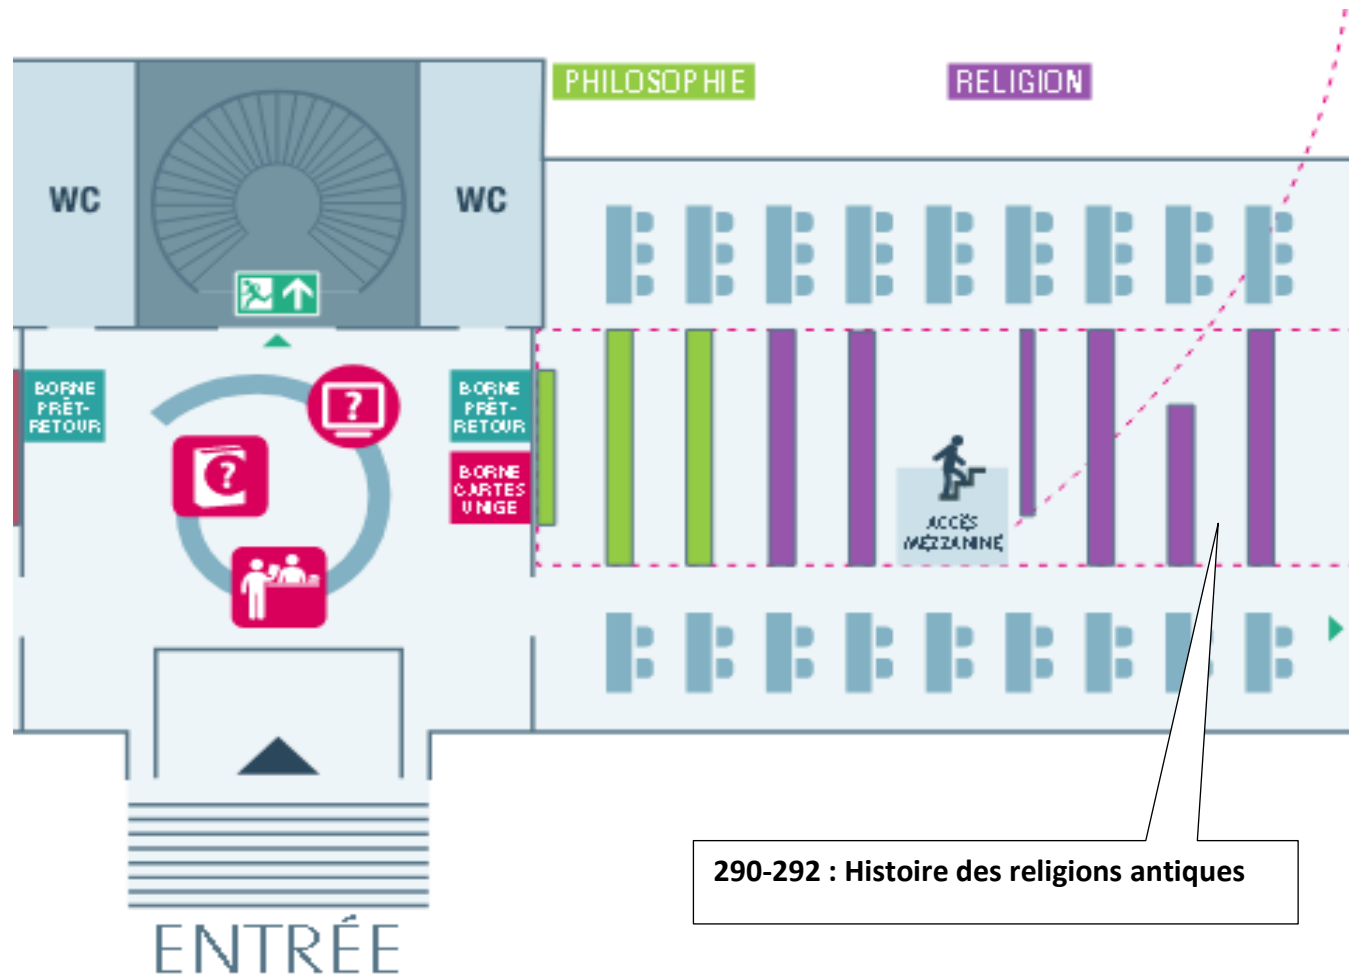 PHILOSOPHIE
RELIGION
WC
WC
BORNE
PRÊT-
RETOUR
?
?
BORNE
PRÊT-
RETOUR
BORNE
CARTES
UNIGE
ACCÈS
MEZZANINE
290-292 : Histoire des religions antiques
ENTRÉE